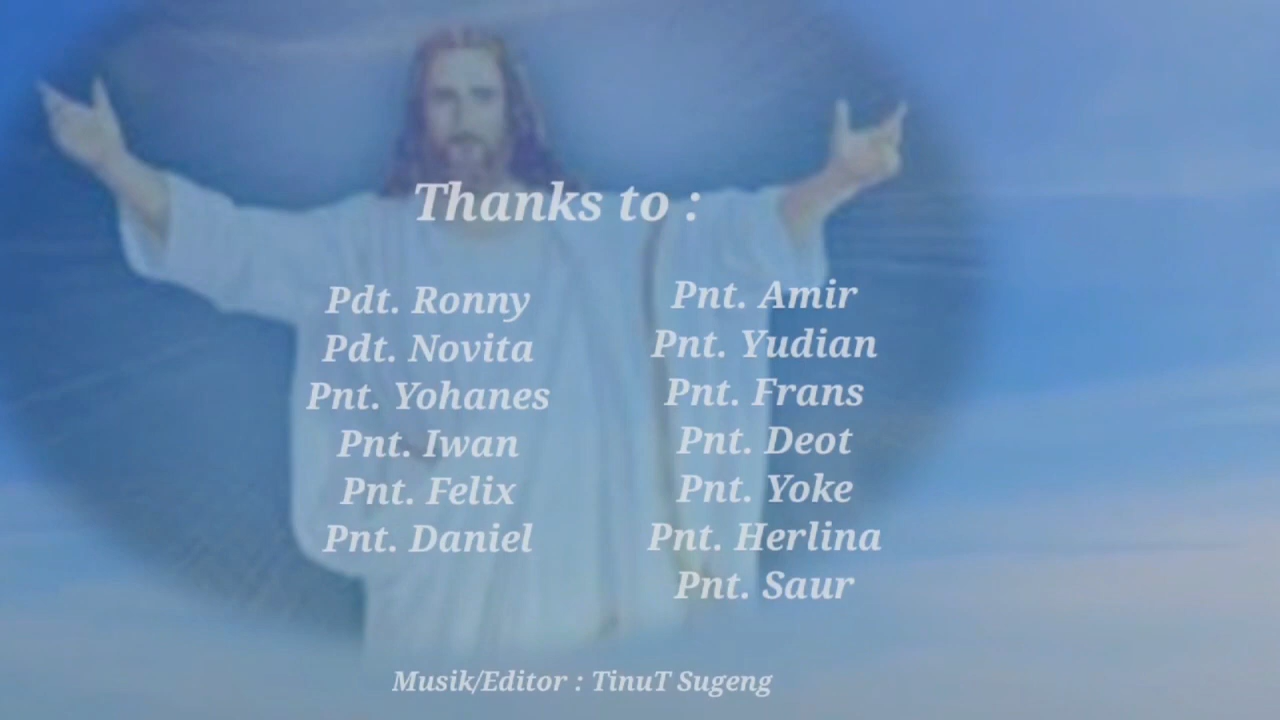 Thanks to :
Pdt. Ronny
Pdt. Novita
Pnt. Yohanes
Pnt. Iwan
Pnt. Felix
Pnt. Daniel
Pnt. Amir
Pnt. Yudian
Pnt. Frans
Pnt. Deot
Pnt. Yoke
Pnt. Herlina
Pnt. Saur
Musik/Editor : TinuT Sugeng